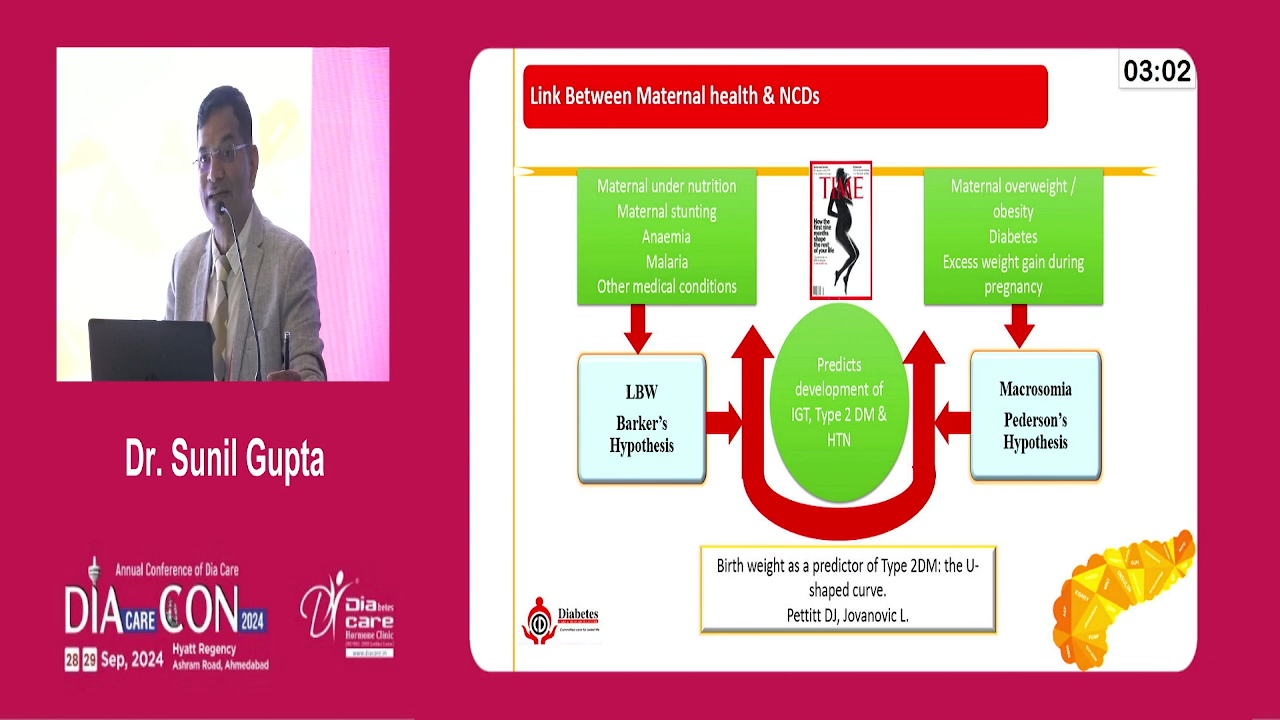 Link Between Maternal health & NCDs
03:02
Maternal under nutrition
Maternal stunting
Anaemia
Malaria
Other medical conditions
TIME
How the
first nine
months
shape
the rest
of your life
Maternal overweight /
obesity
Diabetes
Excess weight gain during
pregnancy
LBW
Barker's
Hypothesis
Predicts
development of
IGT, Type 2 DM &
HTN
Macrosomia
Pederson's
Hypothesis
Birth weight as a predictor of Type 2DM: the U-
shaped curve.
Pettitt DJ, Jovanovic L.
Diabetes
Dr. Sunil Gupta
Annual Conference of Dia Care
DIA CARE CON 2024
28 29 Sep, 2024
Hyatt Regency
Ashram Road, Ahmedabad
Diabetes
care
Hormone Clinic
www.diacare.in